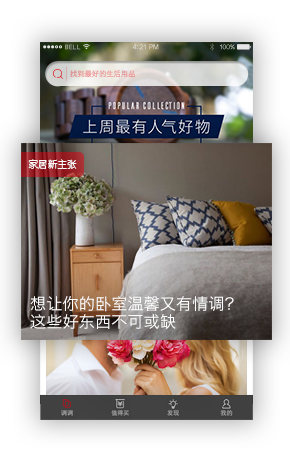 BELL 4:21 PM 100%
找到最好的生活用品
POPULAR COLLECTION
上周最有人气好物
家居新主张
想让你的卧室温馨又有情调?
这些好东西不可或缺
调调 值得买 发现 我的